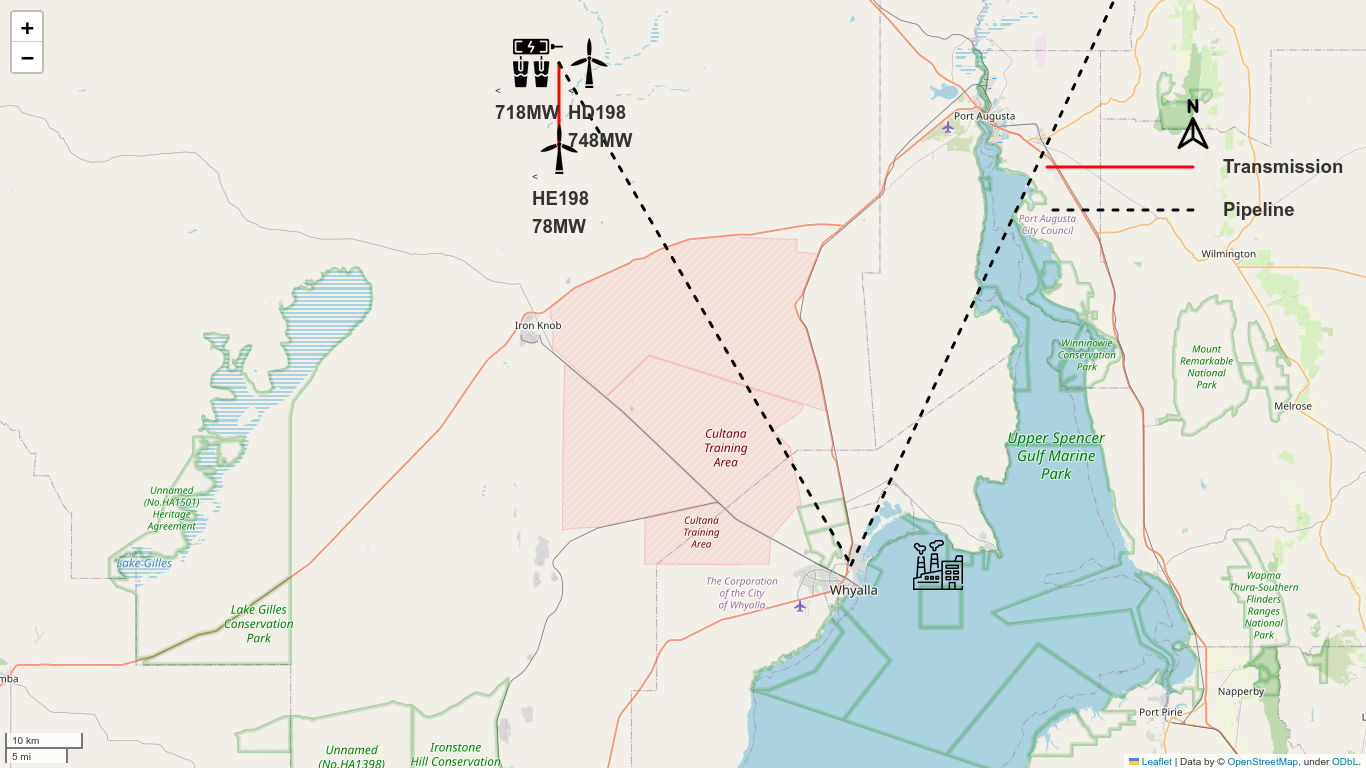 +
−
Port Augusta
N
<
718MW
<
HD198
748MW
<
HE198
78MW
Transmission
Pipeline
Port Augusta
City Council
Wilmington
Iron Knob
Winninowie
Conservation
Park
Mount
Remarkable
National
Park
Melrose
Cultana
Training
Area
Upper Spencer
Gulf Marine
Park
Unnamed
(No.HA1501)
Heritage
Agreement
Cultana
Training
Area
Lake Gilles
The Corporation
of the City
of Whyalla
Whyalla
Wapma
Thura-Southern
Flinders
Ranges
National
Park
Lake Gilles
Conservation
Park
mba
Napperby
Port Pirie
L
Unnamed
(No.HA1398)
Ironstone
Hill Conservation
10 km
5 mi
Leaflet | Data by © OpenStreetMap, under ODbL.